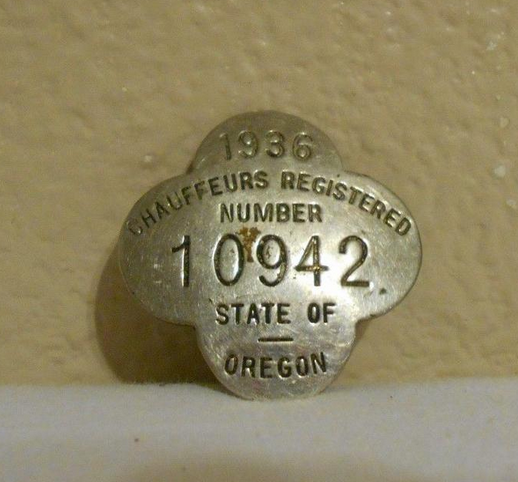 1936
CHAUFFEURS REGISTERED
NUMBER
10942
STATE OF
—
OREGON